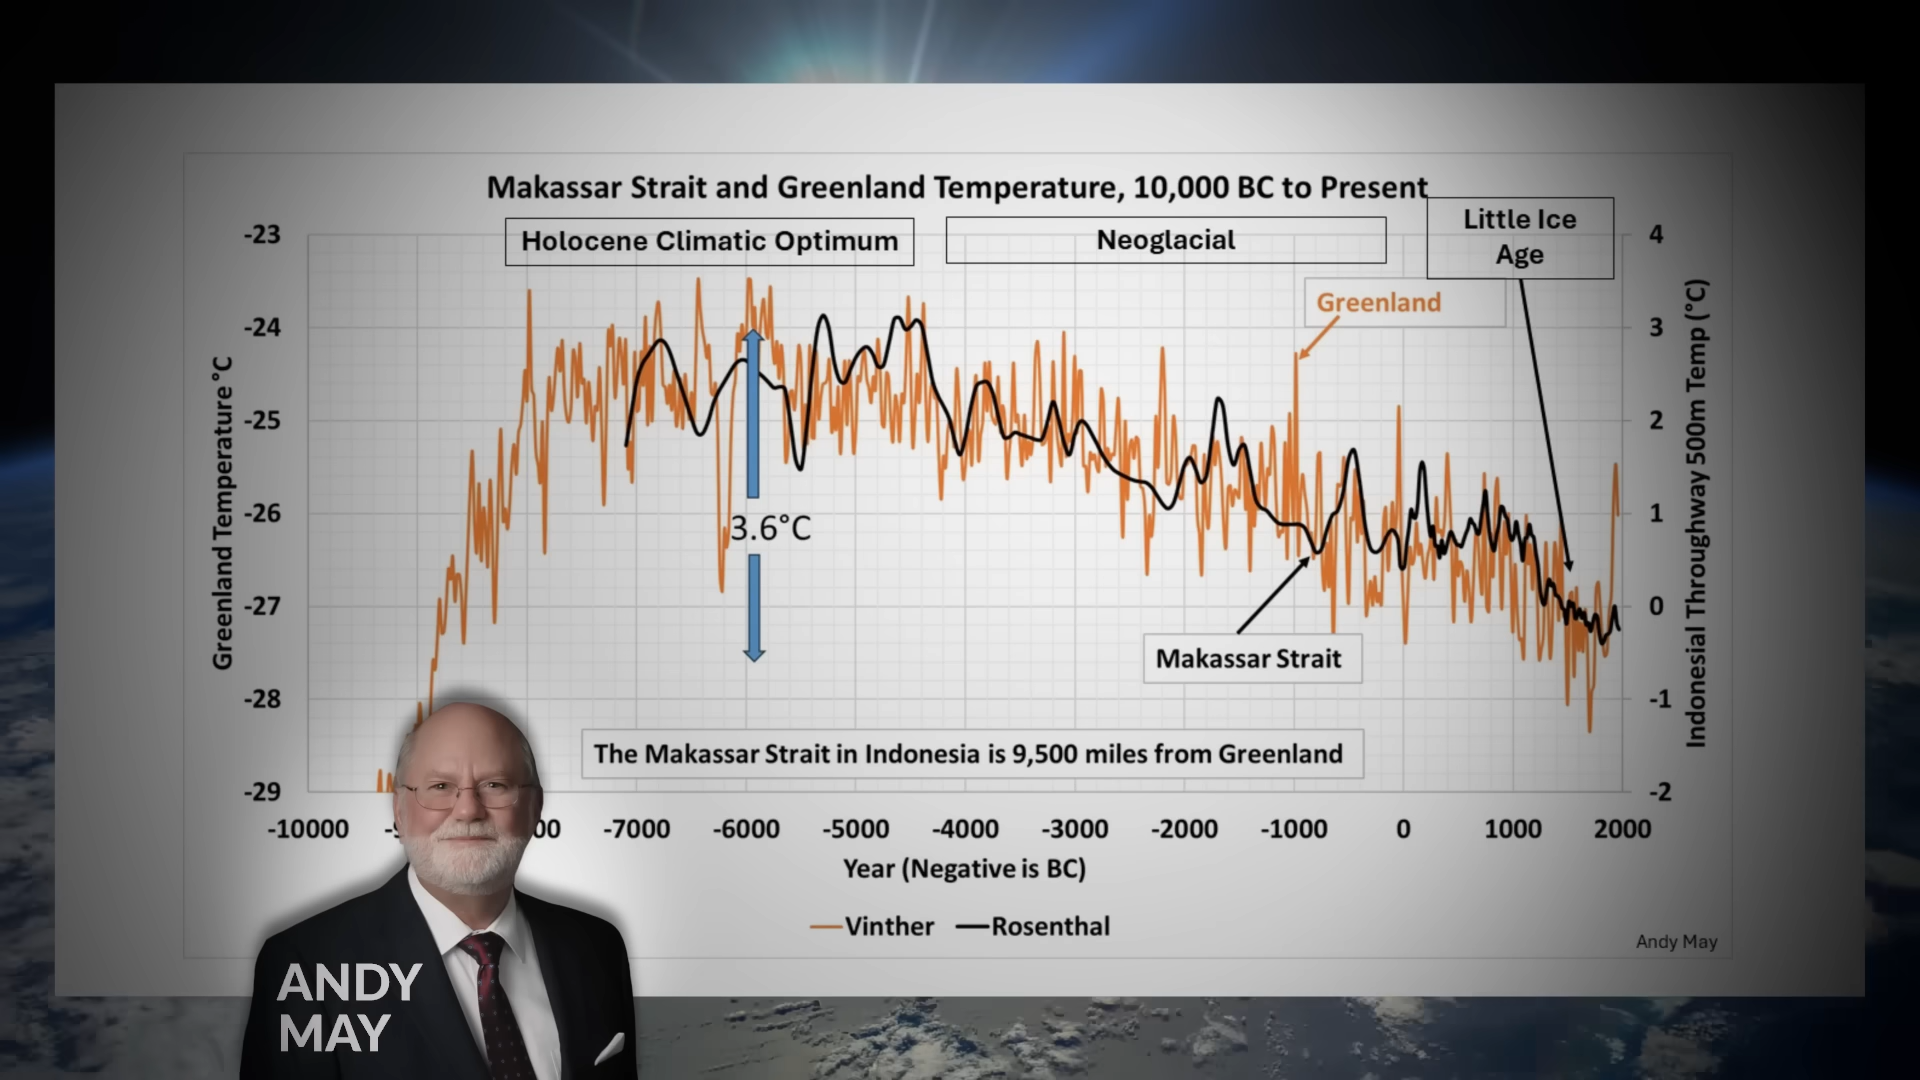 Makassar Strait and Greenland Temperature, 10,000 BC to Present
Holocene Climatic Optimum
Neoglacial
Little Ice
Age
Greenland
3.6°C
Makassar Strait
The Makassar Strait in Indonesia is 9,500 miles from Greenland
Greenland Temperature °C
-23
-24
-25
-26
-27
-28
-29
Indonesial Throughway 500m Temp (°C)
4
3
2
1
0
-1
-2
-10000 -7000 -6000 -5000 -4000 -3000 -2000 -1000 0 1000 2000
Year (Negative is BC)
Vinther Rosenthal
Andy May
ANDY
MAY